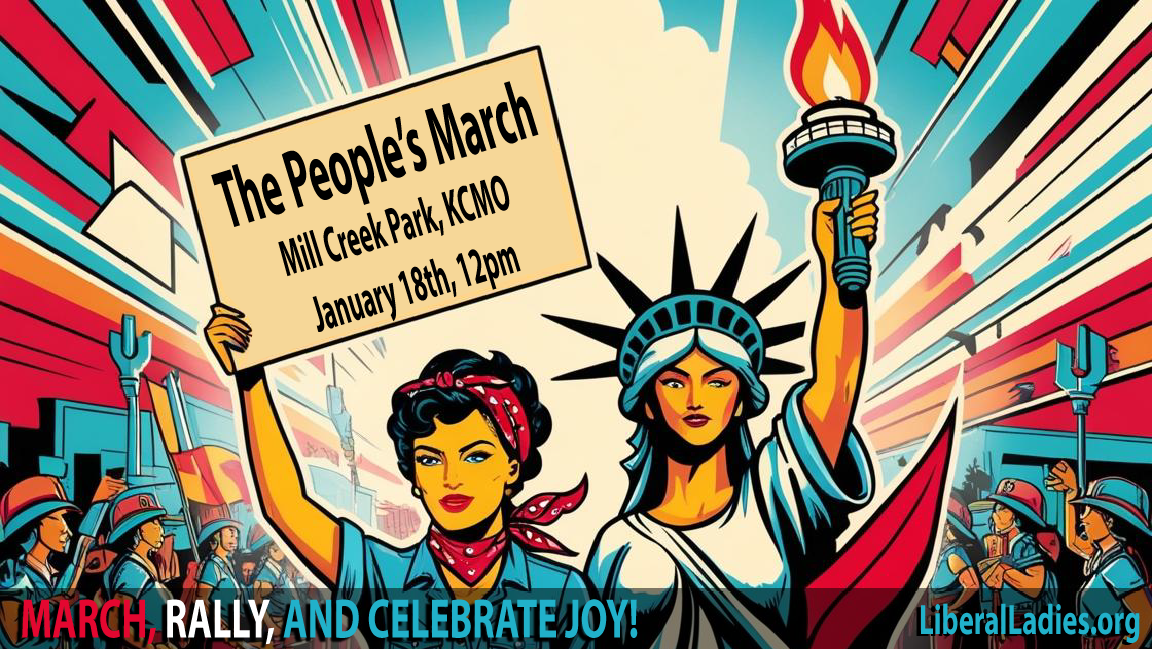 The People's March
Mill Creek Park, KCMO
January 18th, 12pm
MARCH, RALLY, AND CELEBRATE JOY!
LiberalLadies.org